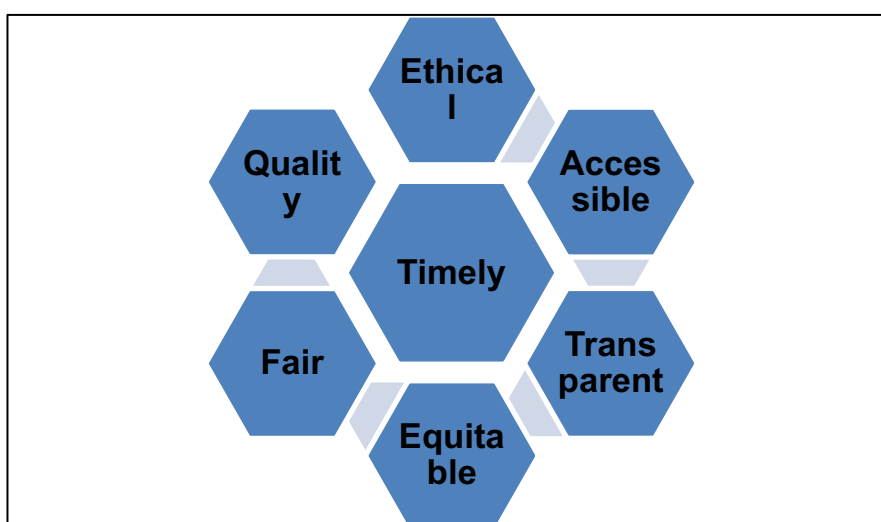 Ethica
l
Acces
sible
Trans
parent
Equita
ble
Fair
Qualit
y
Timely